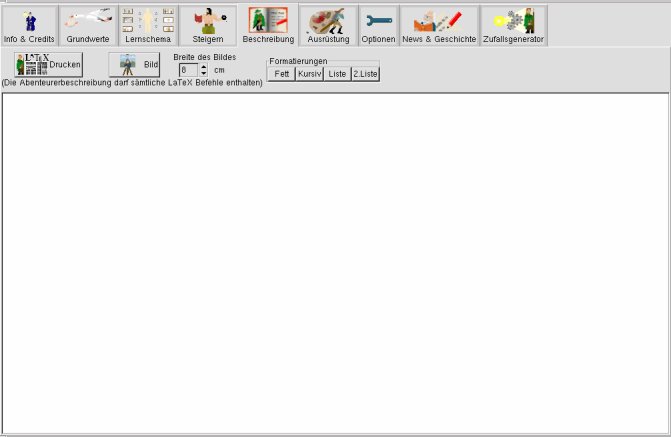 Info & Credits Grundwerte Lernschema Steigern Beschreibung Ausrüstung Optionen News & Geschichte Zufallsgenerator
LATEX Drucken Bild Breite des Bildes Formatierungen
8 cm Fett Kursiv Liste 2.Liste
(Die Abenteurerbeschreibung darf sämtliche LaTeX Befehle enthalten)